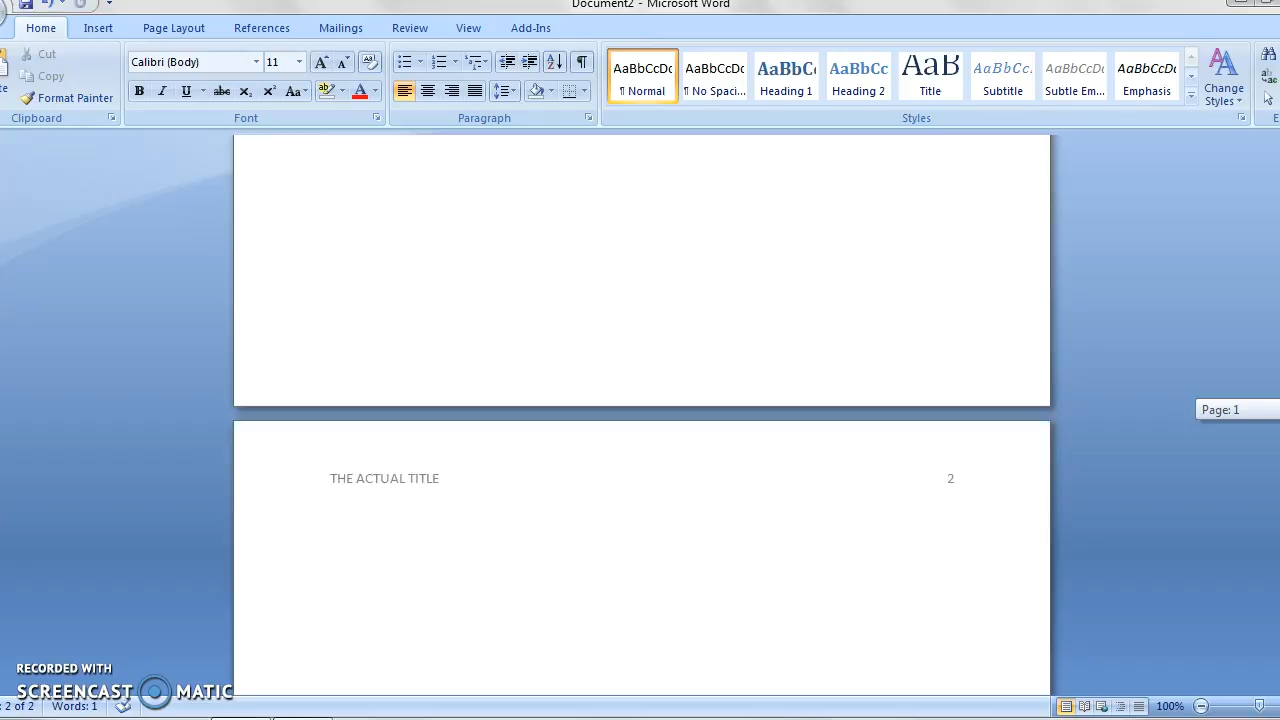 Document2 - Microsoft Word
Home Insert Page Layout References Mailings Review View Add-Ins
Cut
Copy
Format Painter
Calibri (Body) 11
B I U abc X₂ X² Aa
AaBbCcDc AaBbCcDc AaBbC AaBbCc AaB AaBbCc. AaBbCcDc AaBbCcDc
¶ Normal ¶ No Spaci... Heading 1 Heading 2 Title Subtitle Subtle Em... Emphasis
Change
Styles
Clipboard Font Paragraph Styles
Page: 1
THE ACTUAL TITLE 2
RECORDED WITH
SCREENCAST MATIC
: 2 of 2 Words: 1 100%